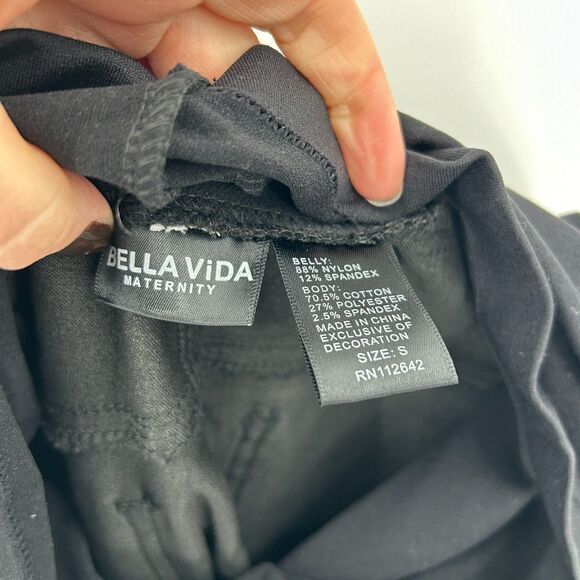 BELLA ViDA
MATERNITY
BELLY:
88% NYLON
12% SPANDEX
BODY:
70.5% COTTON
27% POLYESTER
2.5% SPANDEX
MADE IN CHINA
EXCLUSIVE OF
DECORATION
SIZE: S
RN112642